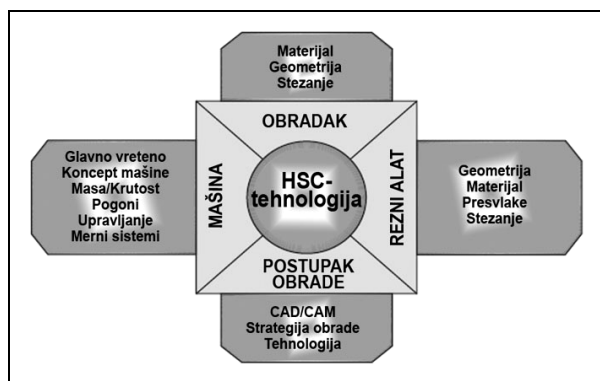 Materijal
Geometrija
Stezanje
OBRADAK
Glavno vreteno
Koncept mašine
Masa/Krutost
Pogoni
Upravljanje
Merni sistemi
MAŠINA
HSC-
tehnologija
REZNI ALAT
Geometrija
Materijal
Presvlake
Stezanje
POSTUPAK
OBRADE
CAD/CAM
Strategija obrade
Tehnologija